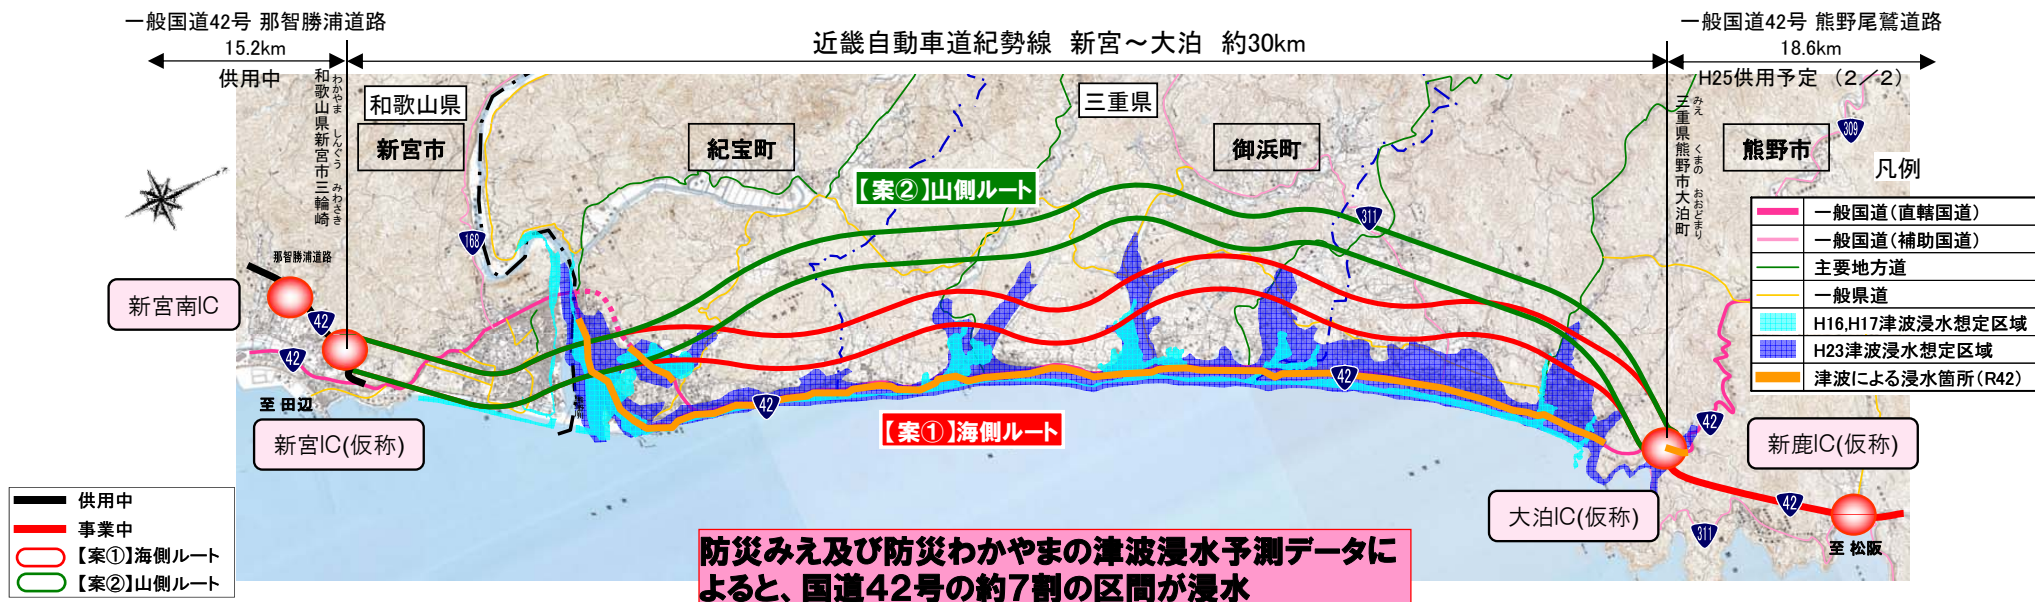 一般国道42号 那智勝浦道路
15.2km
供用中
近畿自動車道紀勢線 新宮～大泊 約30km
一般国道42号 熊野尾鷲道路
18.6km
H25供用予定 （2／2）
和歌山県新宮市三輪崎
わかやま しんぐう みわさき
和歌山県
新宮市
紀宝町
三重県
御浜町
三重県熊野市大泊町
みえ くまの おおどまり
熊野市
309
凡例
一般国道(直轄国道)
一般国道(補助国道)
主要地方道
一般県道
H16,H17津波浸水想定区域
H23津波浸水想定区域
津波による浸水箇所(R42)
【案②】山側ルート
311
168
那智勝浦道路
新宮南IC
42
42
至 田辺
新宮IC(仮称)
42
42
【案①】海側ルート
42
新鹿IC(仮称)
大泊IC(仮称)
42
311
至 松阪
供用中
事業中
【案①】海側ルート
【案②】山側ルート
防災みえ及び防災わかやまの津波浸水予測データに
よると、国道42号の約7割の区間が浸水